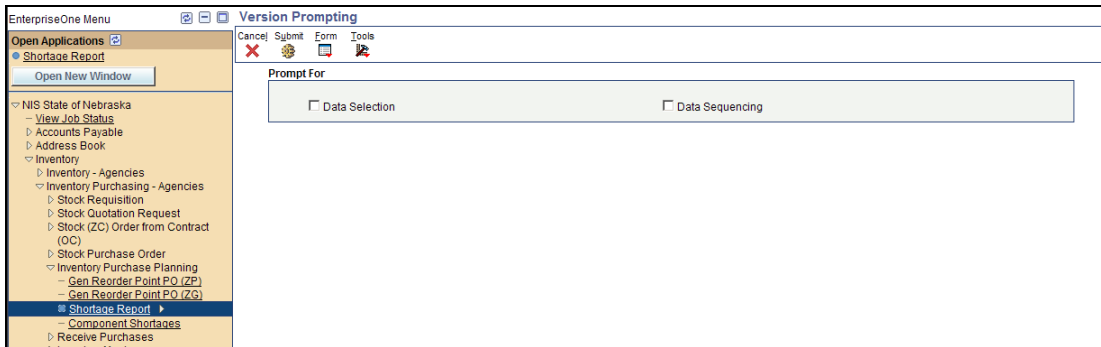 EnterpriseOne Menu
Open Applications
Shortage Report
Open New Window
NIS State of Nebraska
View Job Status
Accounts Payable
Address Book
Inventory
Inventory - Agencies
Inventory Purchasing - Agencies
Stock Requisition
Stock Quotation Request
Stock (ZC) Order from Contract
(OC)
Stock Purchase Order
Inventory Purchase Planning
Gen Reorder Point PO (ZP)
Gen Reorder Point PO (ZG)
Shortage Report
Component Shortages
Receive Purchases
Version Prompting
Cancel Submit Form Tools
Prompt For
Data Selection Data Sequencing